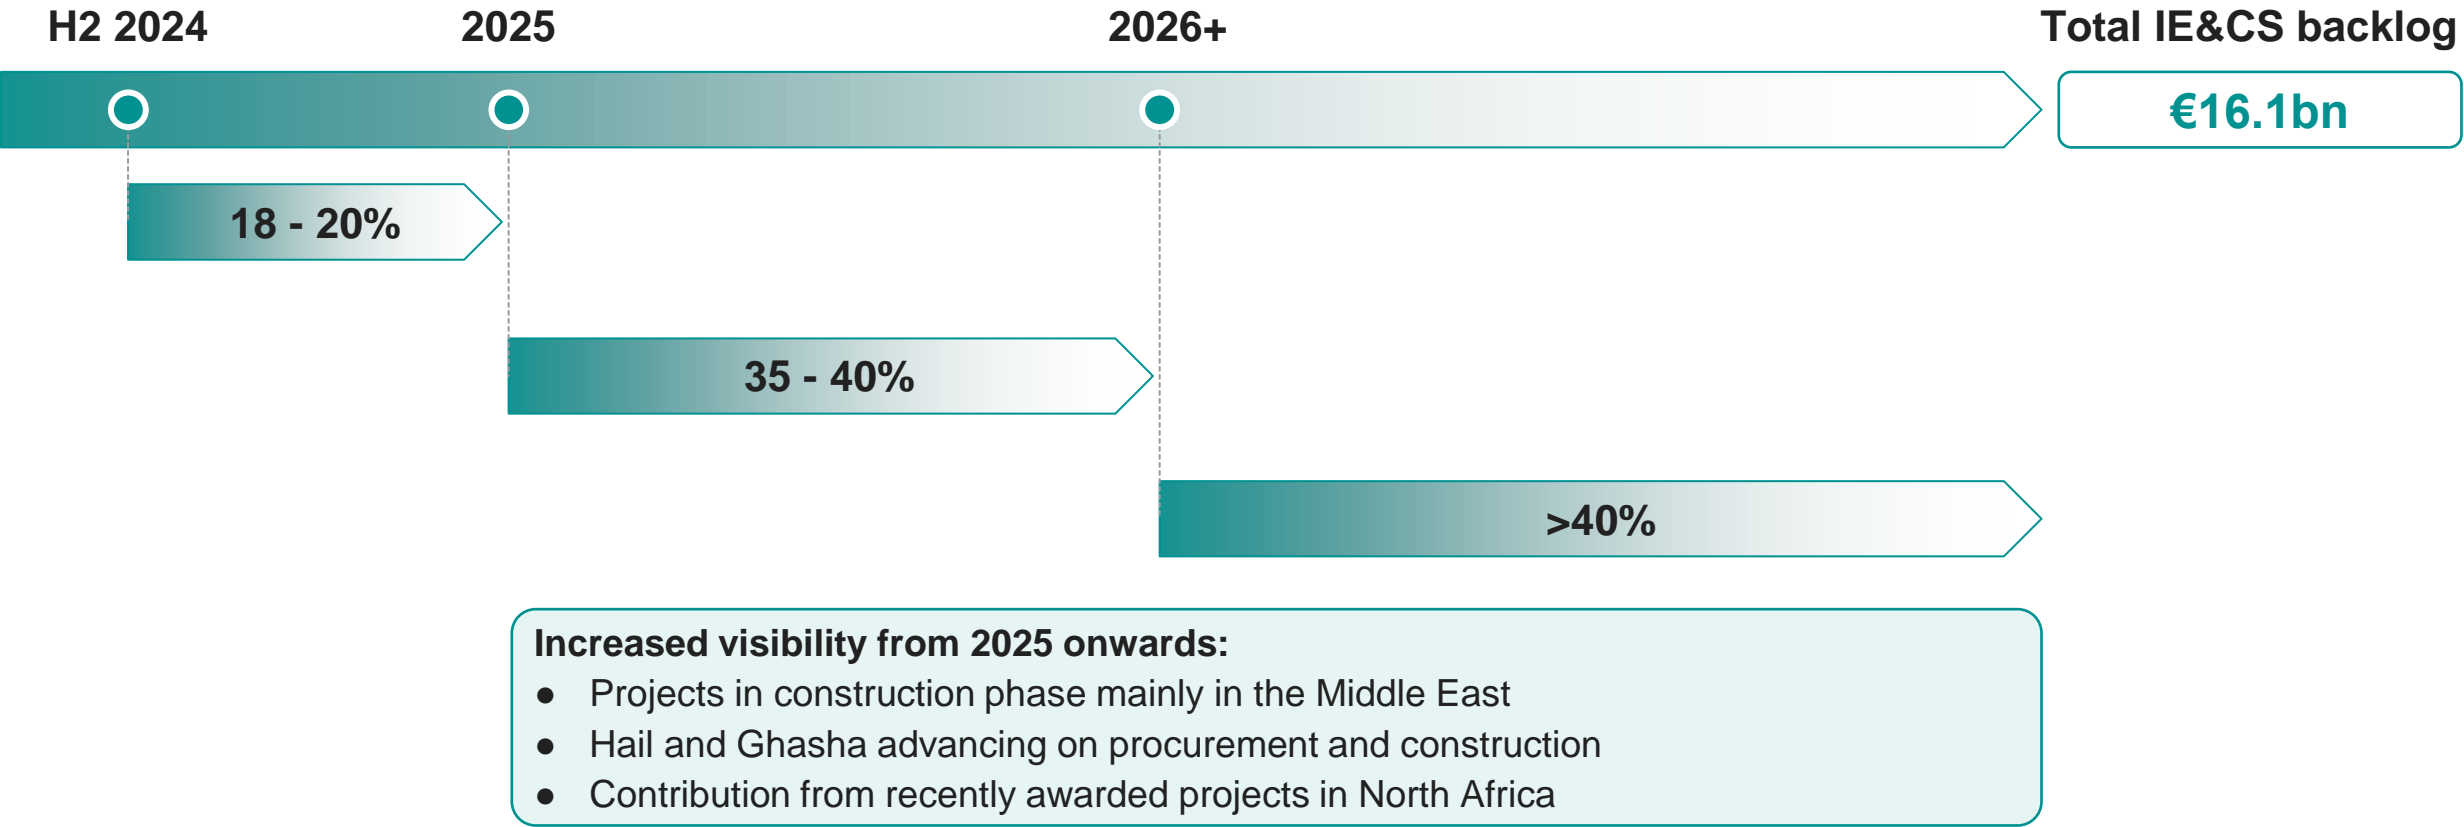 H2 2024
2025
2026+
Total IE&CS backlog
€16.1bn
18 - 20%
35 - 40%
>40%
Increased visibility from 2025 onwards:
● Projects in construction phase mainly in the Middle East
● Hail and Ghasha advancing on procurement and construction
● Contribution from recently awarded projects in North Africa